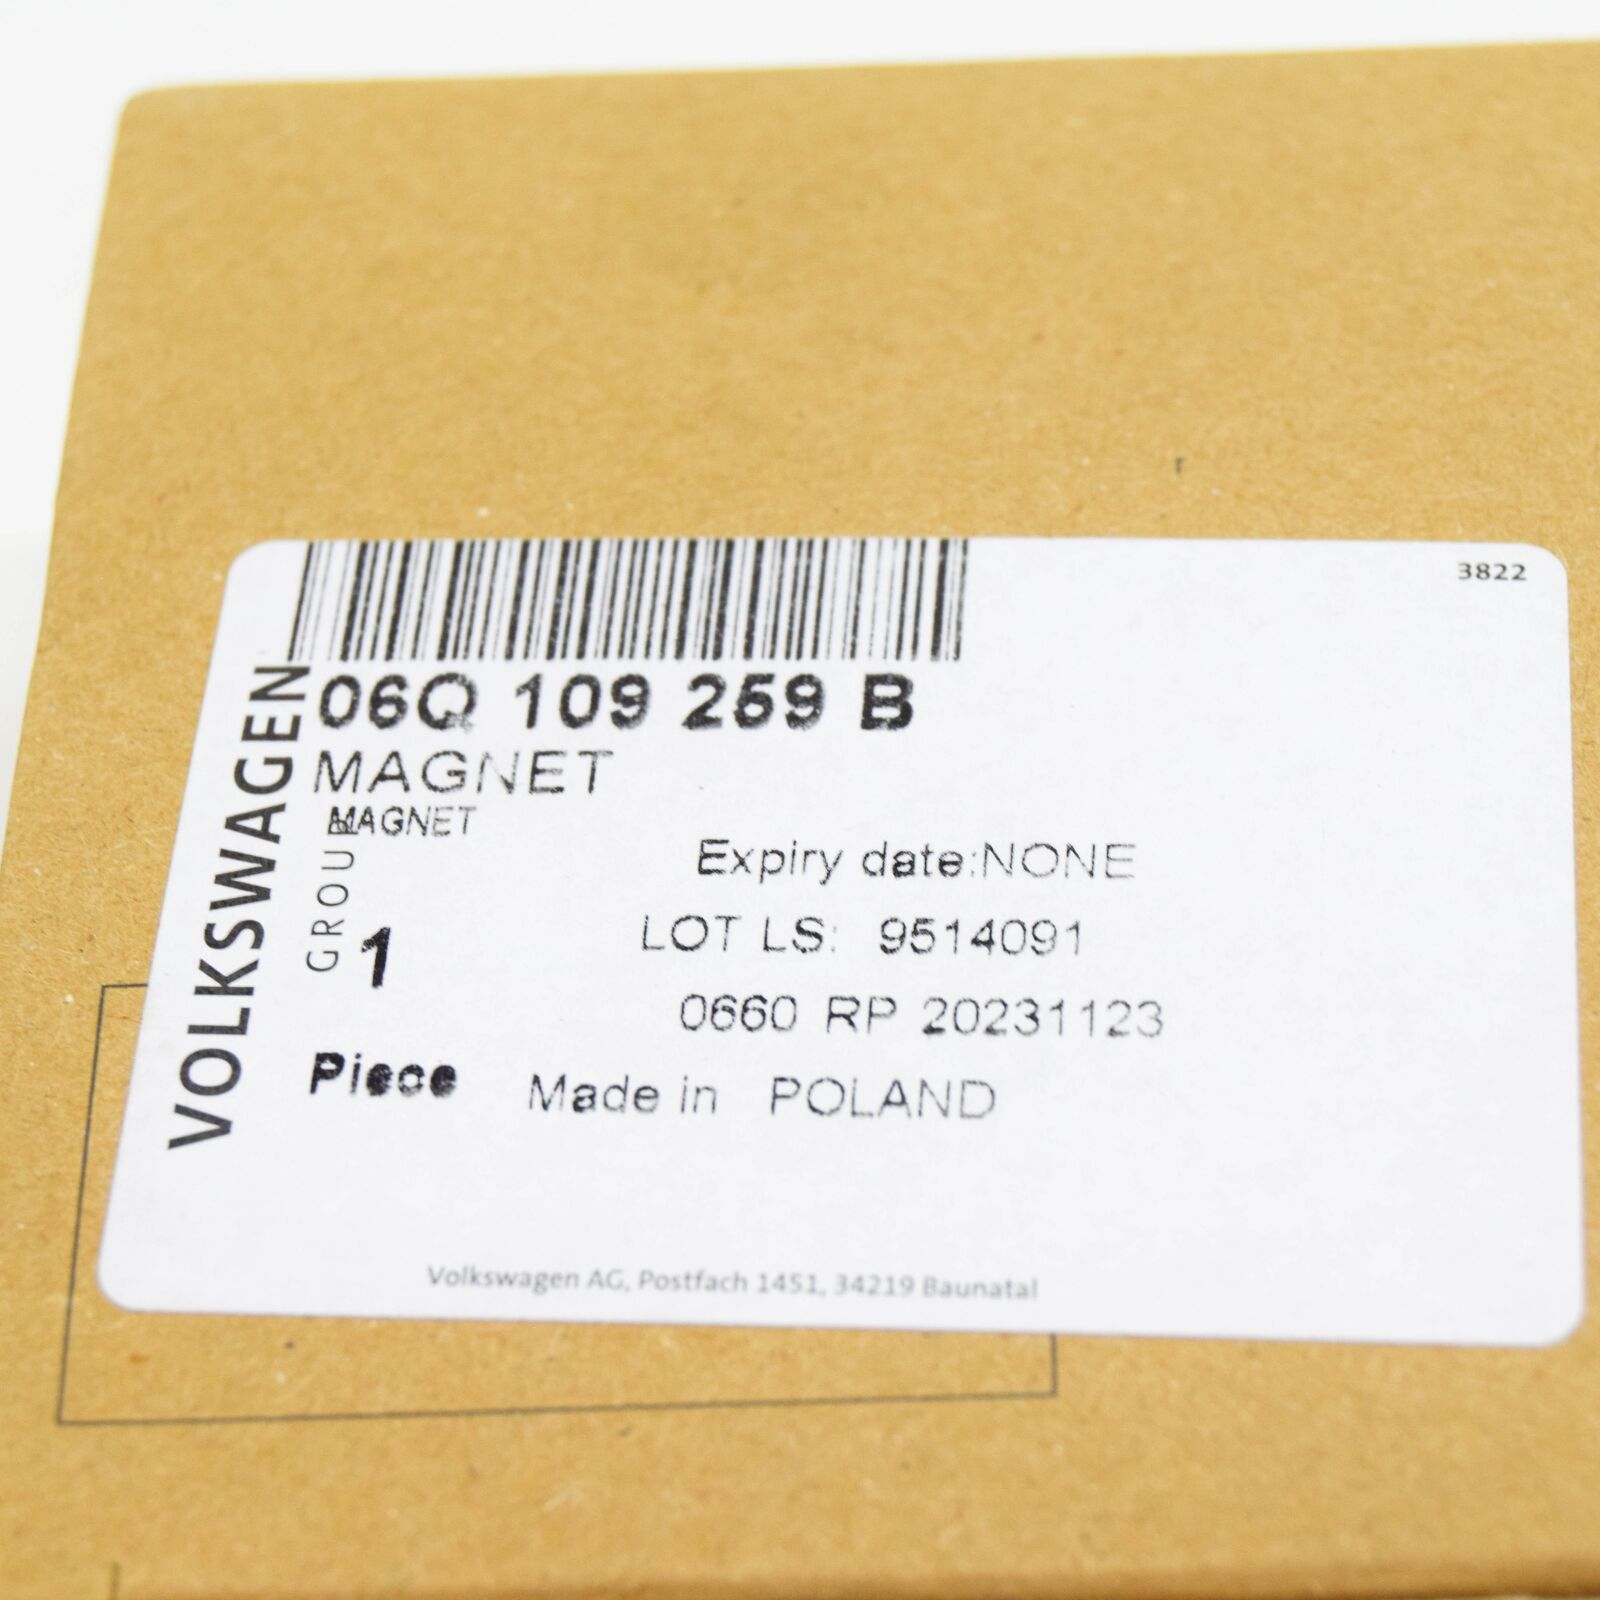 3822
VOLKSWAGEN
GROUP
06Q 109 259 B
MAGNET
MAGNET
Expiry date:NONE
1
LOT LS: 9514091
0660 RP 20231123
Piece
Made in POLAND
Volkswagen AG, Postfach 1451, 34219 Baunatal